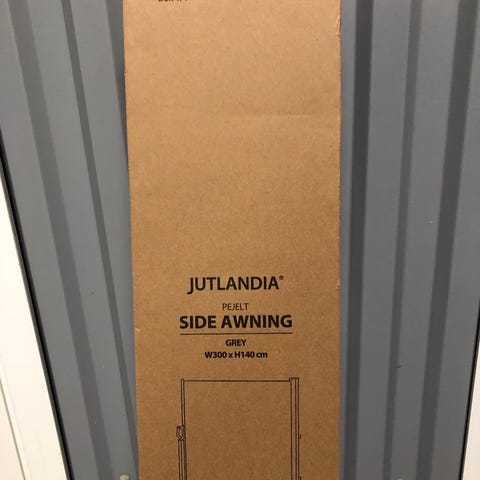 JUTLANDIA®
PEJELT
SIDE AWNING
GREY
W300 x H140 cm